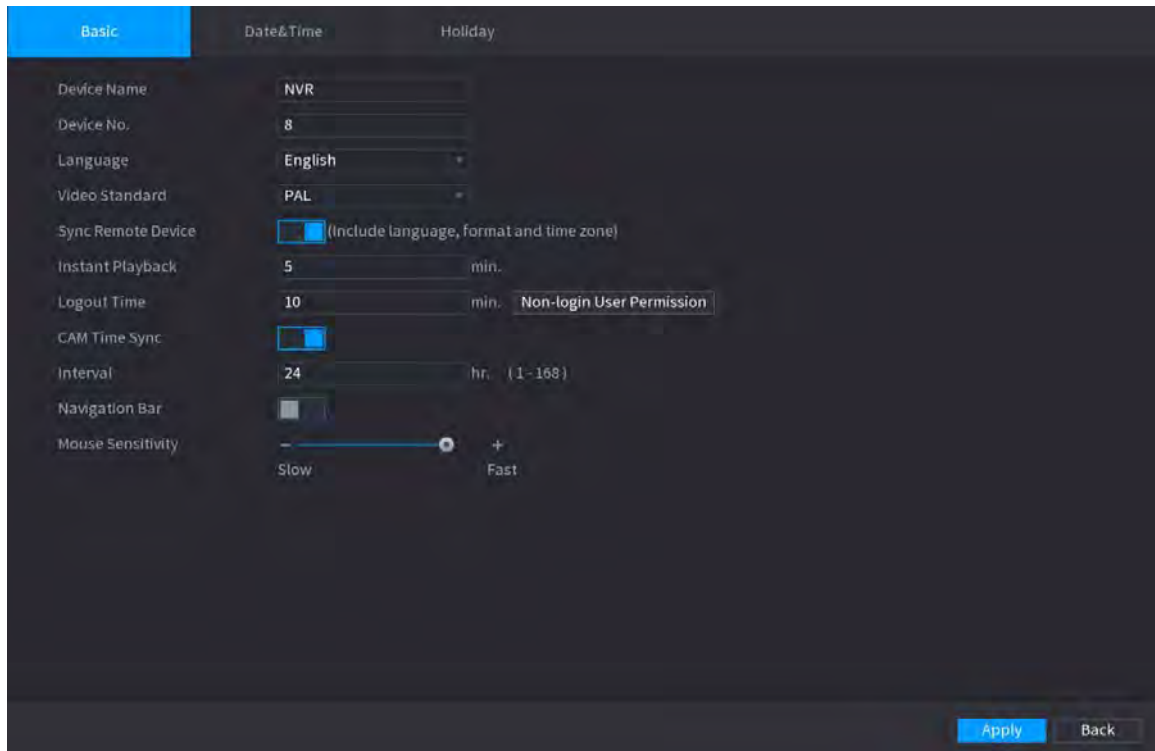 Basic Date&Time Holiday
Device Name NVR
Device No. 8
Language English
Video Standard PAL
Sync Remote Device (Include language, format and time zone)
Instant Playback 5 min.
Logout Time 10 min. Non-login User Permission
CAM Time Sync
Interval 24 hr. (1-168)
Navigation Bar
Mouse Sensitivity - +
Slow Fast
Apply Back